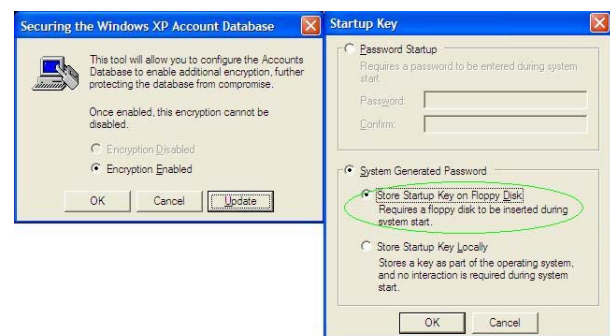 Securing the Windows XP Account Database
This tool will allow you to configure the Accounts
Database to enable additional encryption, further
protecting the database from compromise.
Once enabled, this encryption cannot be
disabled.
Encryption Disabled
Encryption Enabled
OK Cancel Update
Startup Key
Password Startup
Requires a password to be entered during system
start.
Password:
Confirm:
System Generated Password
Store Startup Key on Floppy Disk
Requires a floppy disk to be inserted during
system start.
Store Startup Key Locally
Stores a key as part of the operating system,
and no interaction is required during system
start.
OK Cancel